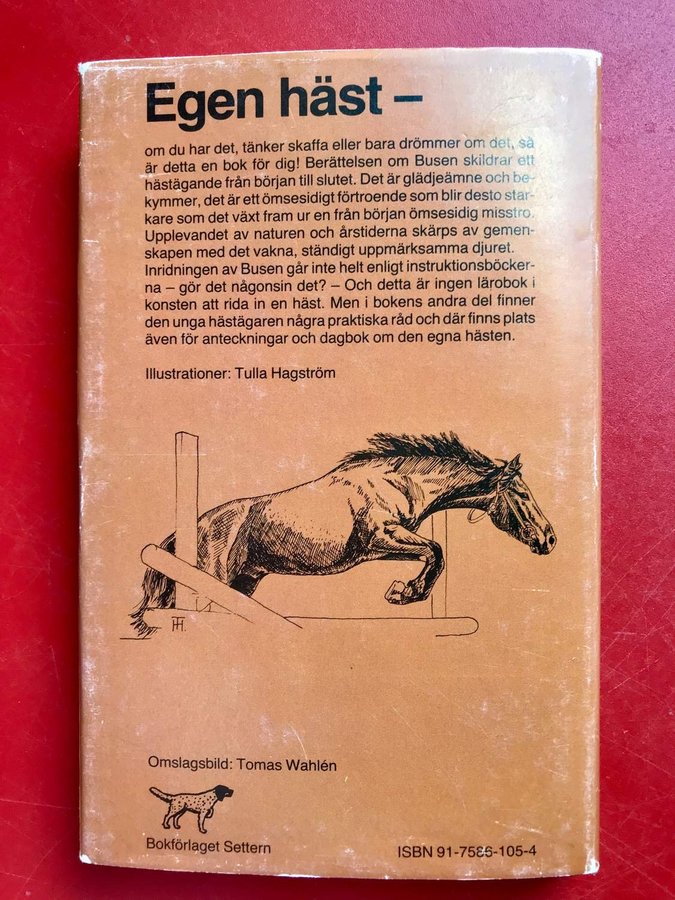 Egen häst –
om du har det, tänker skaffa eller bara drömmer om det, så
är detta en bok för dig! Berättelsen om Busen skildrar ett
hästägande från början till slutet. Det är glädjeämne och be-
kymmer, det är ett ömsesidigt förtroende som blir desto star-
kare som det växt fram ur en från början ömsesidig misstro.
Upplevandet av naturen och årstiderna skärps av gemen-
skapen med det vakna, ständigt uppmärksamma djuret.
Inridningen av Busen går inte helt enligt instruktionsböcker-
na – gör det någonsin det? – Och detta är ingen lärobok i
konsten att rida in en häst. Men i bokens andra del finner
den unga hästägaren några praktiska råd och där finns plats
även för anteckningar och dagbok om den egna hästen.
Illustrationer: Tulla Hagström
TH.
Omslagsbild: Tomas Wahlén
Bokförlaget Settern
ISBN 91-7586-105-4